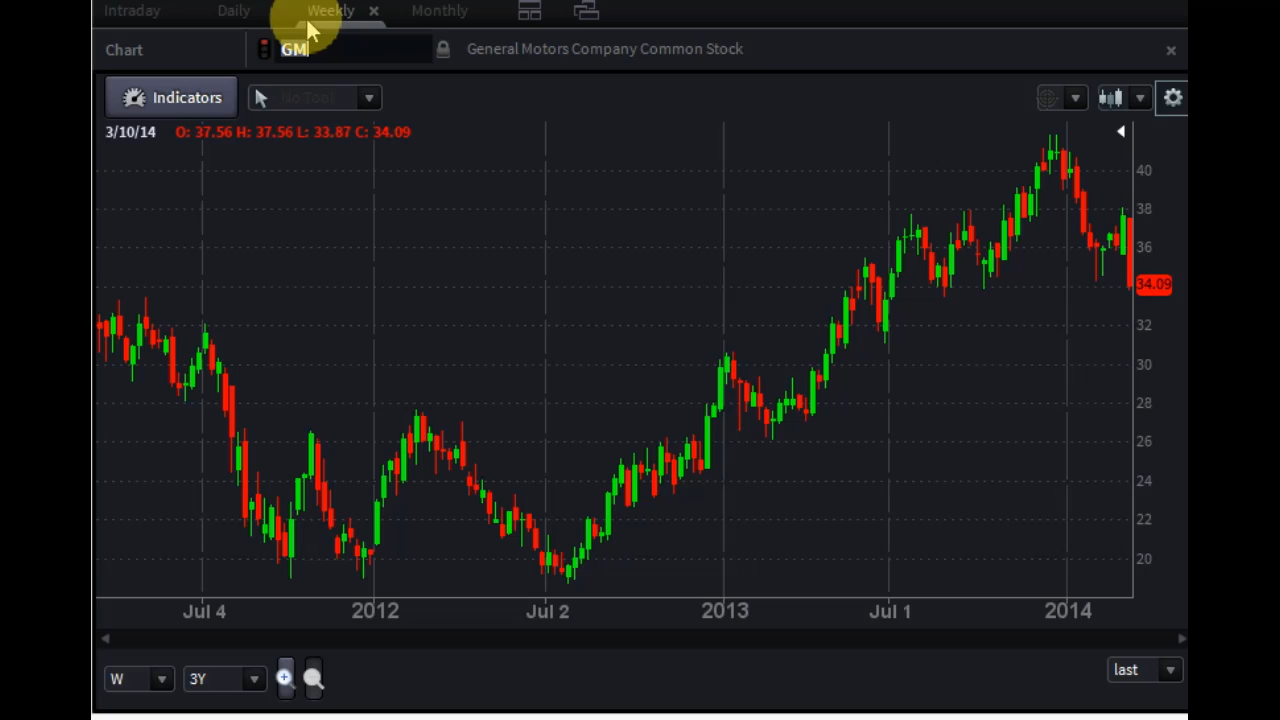 Intraday Daily Weekly × Monthly
Chart GM General Motors Company Common Stock ×
Indicators No Tool
3/10/14 O: 37.56 H: 37.56 L: 33.87 C: 34.09
40
38
36
34.09
32
30
28
26
24
22
20
Jul 4 2012 Jul 2 2013 Jul 1 2014
W 3Y last